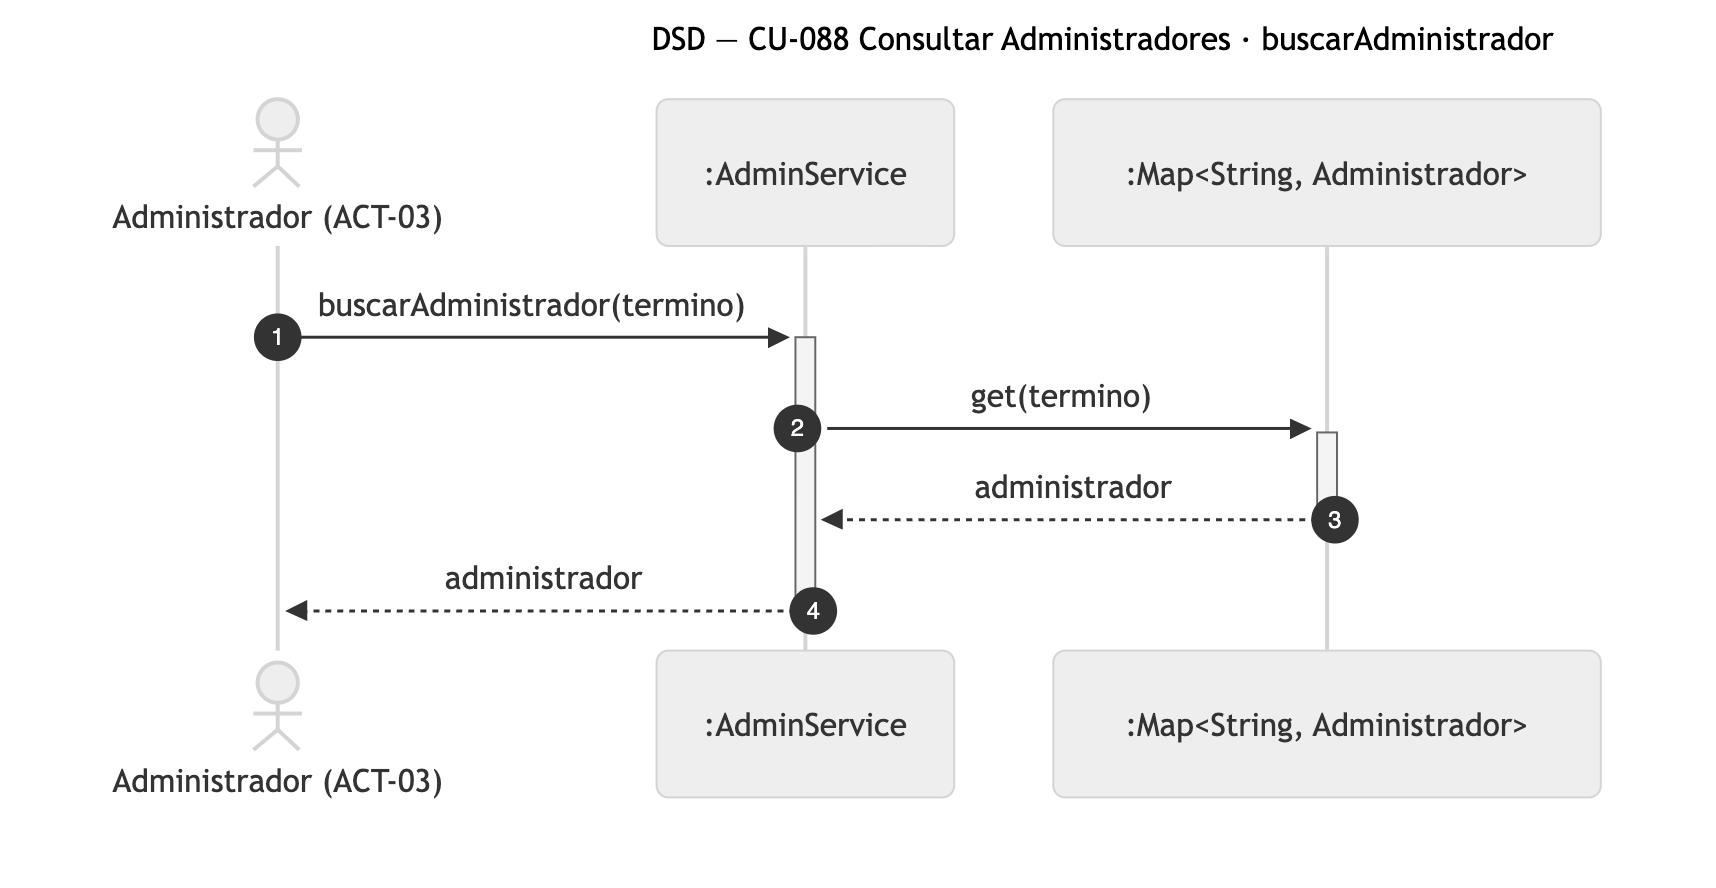 DSD — CU-088 Consultar Administradores · buscarAdministrador
Administrador (ACT-03)
:AdminService
:Map<String, Administrador>
buscarAdministrador(termino)
1
get(termino)
2
administrador
3
administrador
4
Administrador (ACT-03)
:AdminService
:Map<String, Administrador>